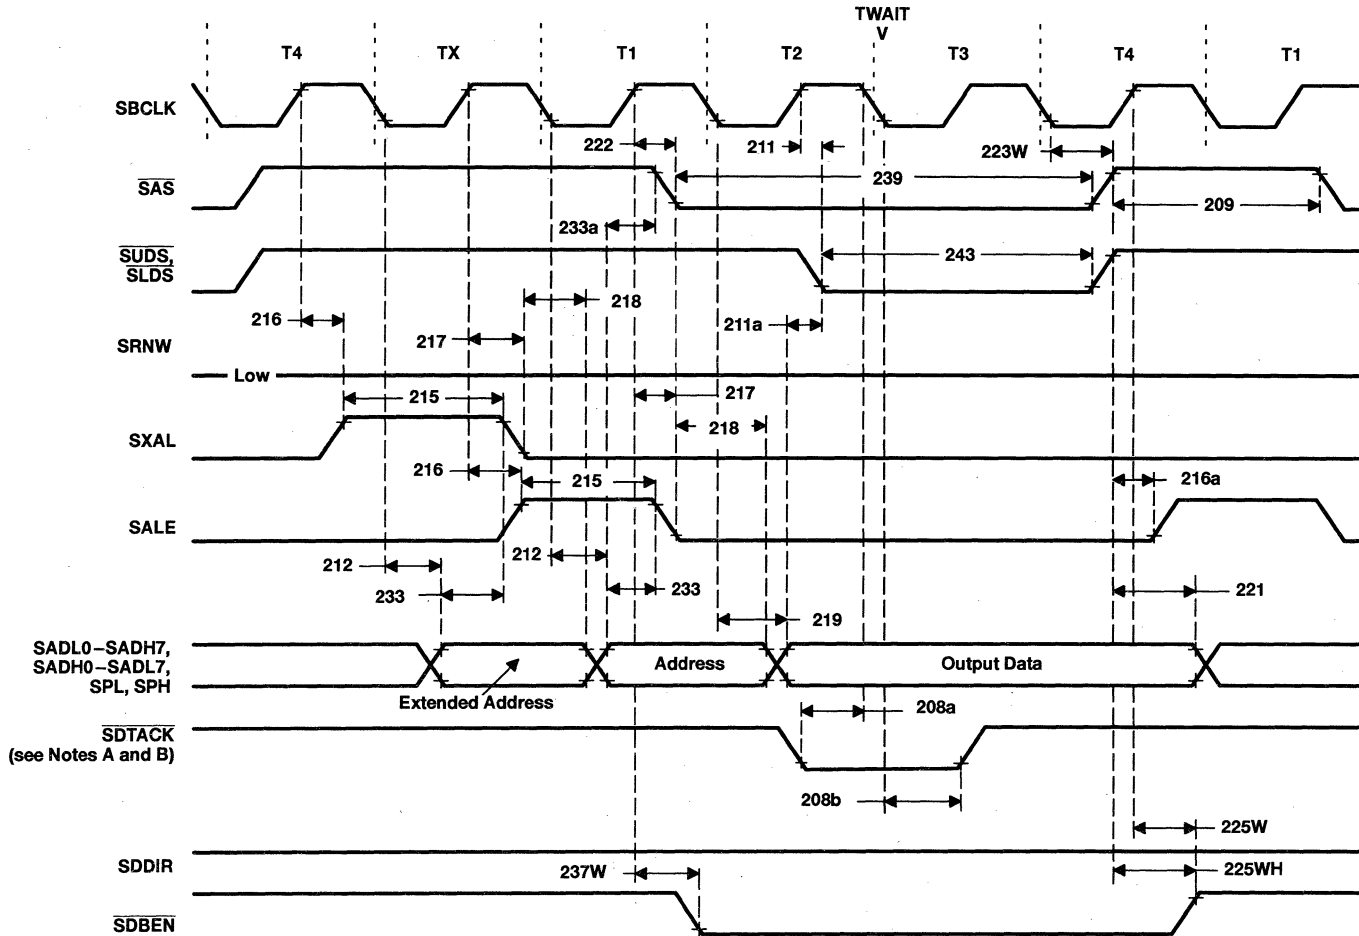 TWAIT
V
T4 TX T1 T2 T3 T4 T1
SBCLK
222 211 223W
SAS 239
209
233a
SUDS,
SLDS 243
218
216 211a
217
SRNW
Low
215 217
SXAL 218
216 215 216a
SALE
212 212
233 233 221
219
SADL0–SADH7,
SADH0–SADL7,
SPL, SPH
Address Output Data
Extended Address
208a
SDTACK
(see Notes A and B)
208b
225W
SDDIR
237W 225WH
SDBEN